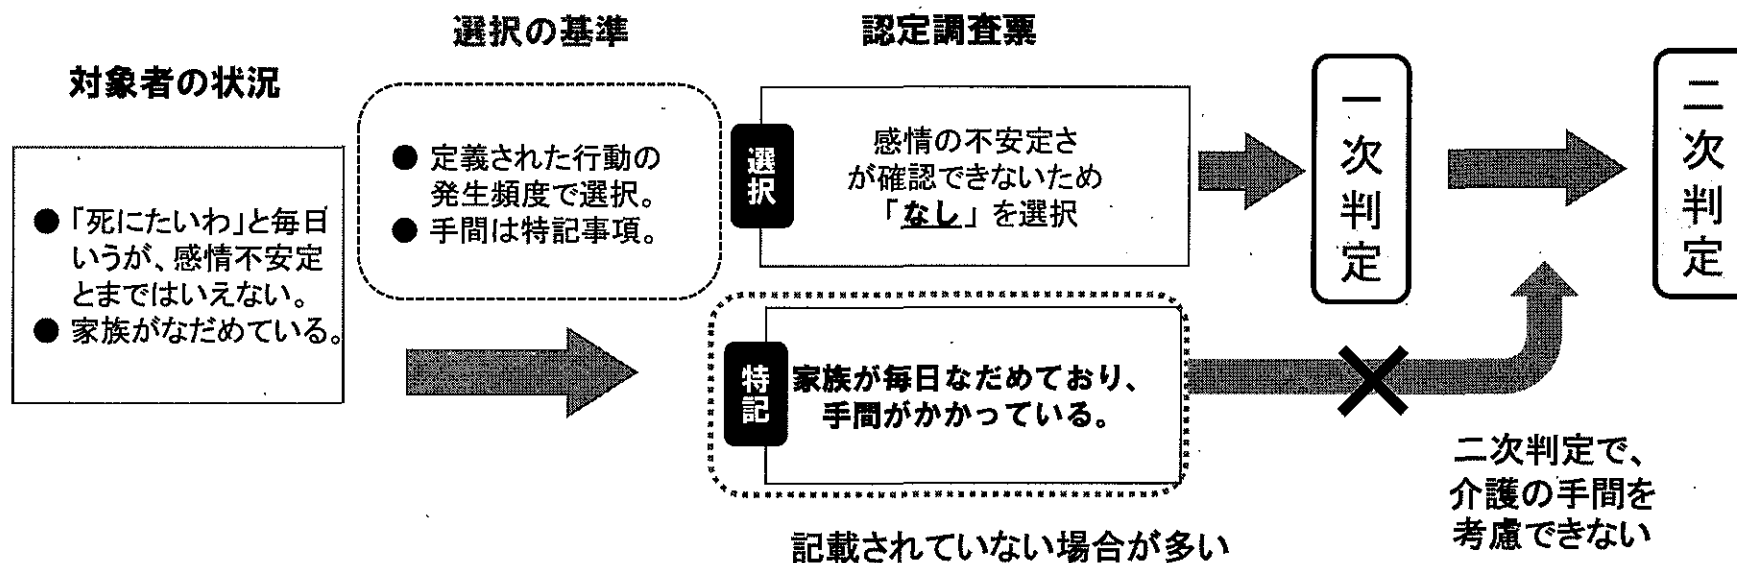 対象者の状況
● 「死にたいわ」と毎日
いうが、感情不安定
とまではいえない。
● 家族がなだめている。
選択の基準
● 定義された行動の
発生頻度で選択。
● 手間は特記事項。
認定調査票
選択
感情の不安定さ
が確認できないため
「なし」を選択
特記
家族が毎日なだめており、
手間がかかっている。
記載されていない場合が多い
一次判定
二次判定
二次判定で、
介護の手間を
考慮できない